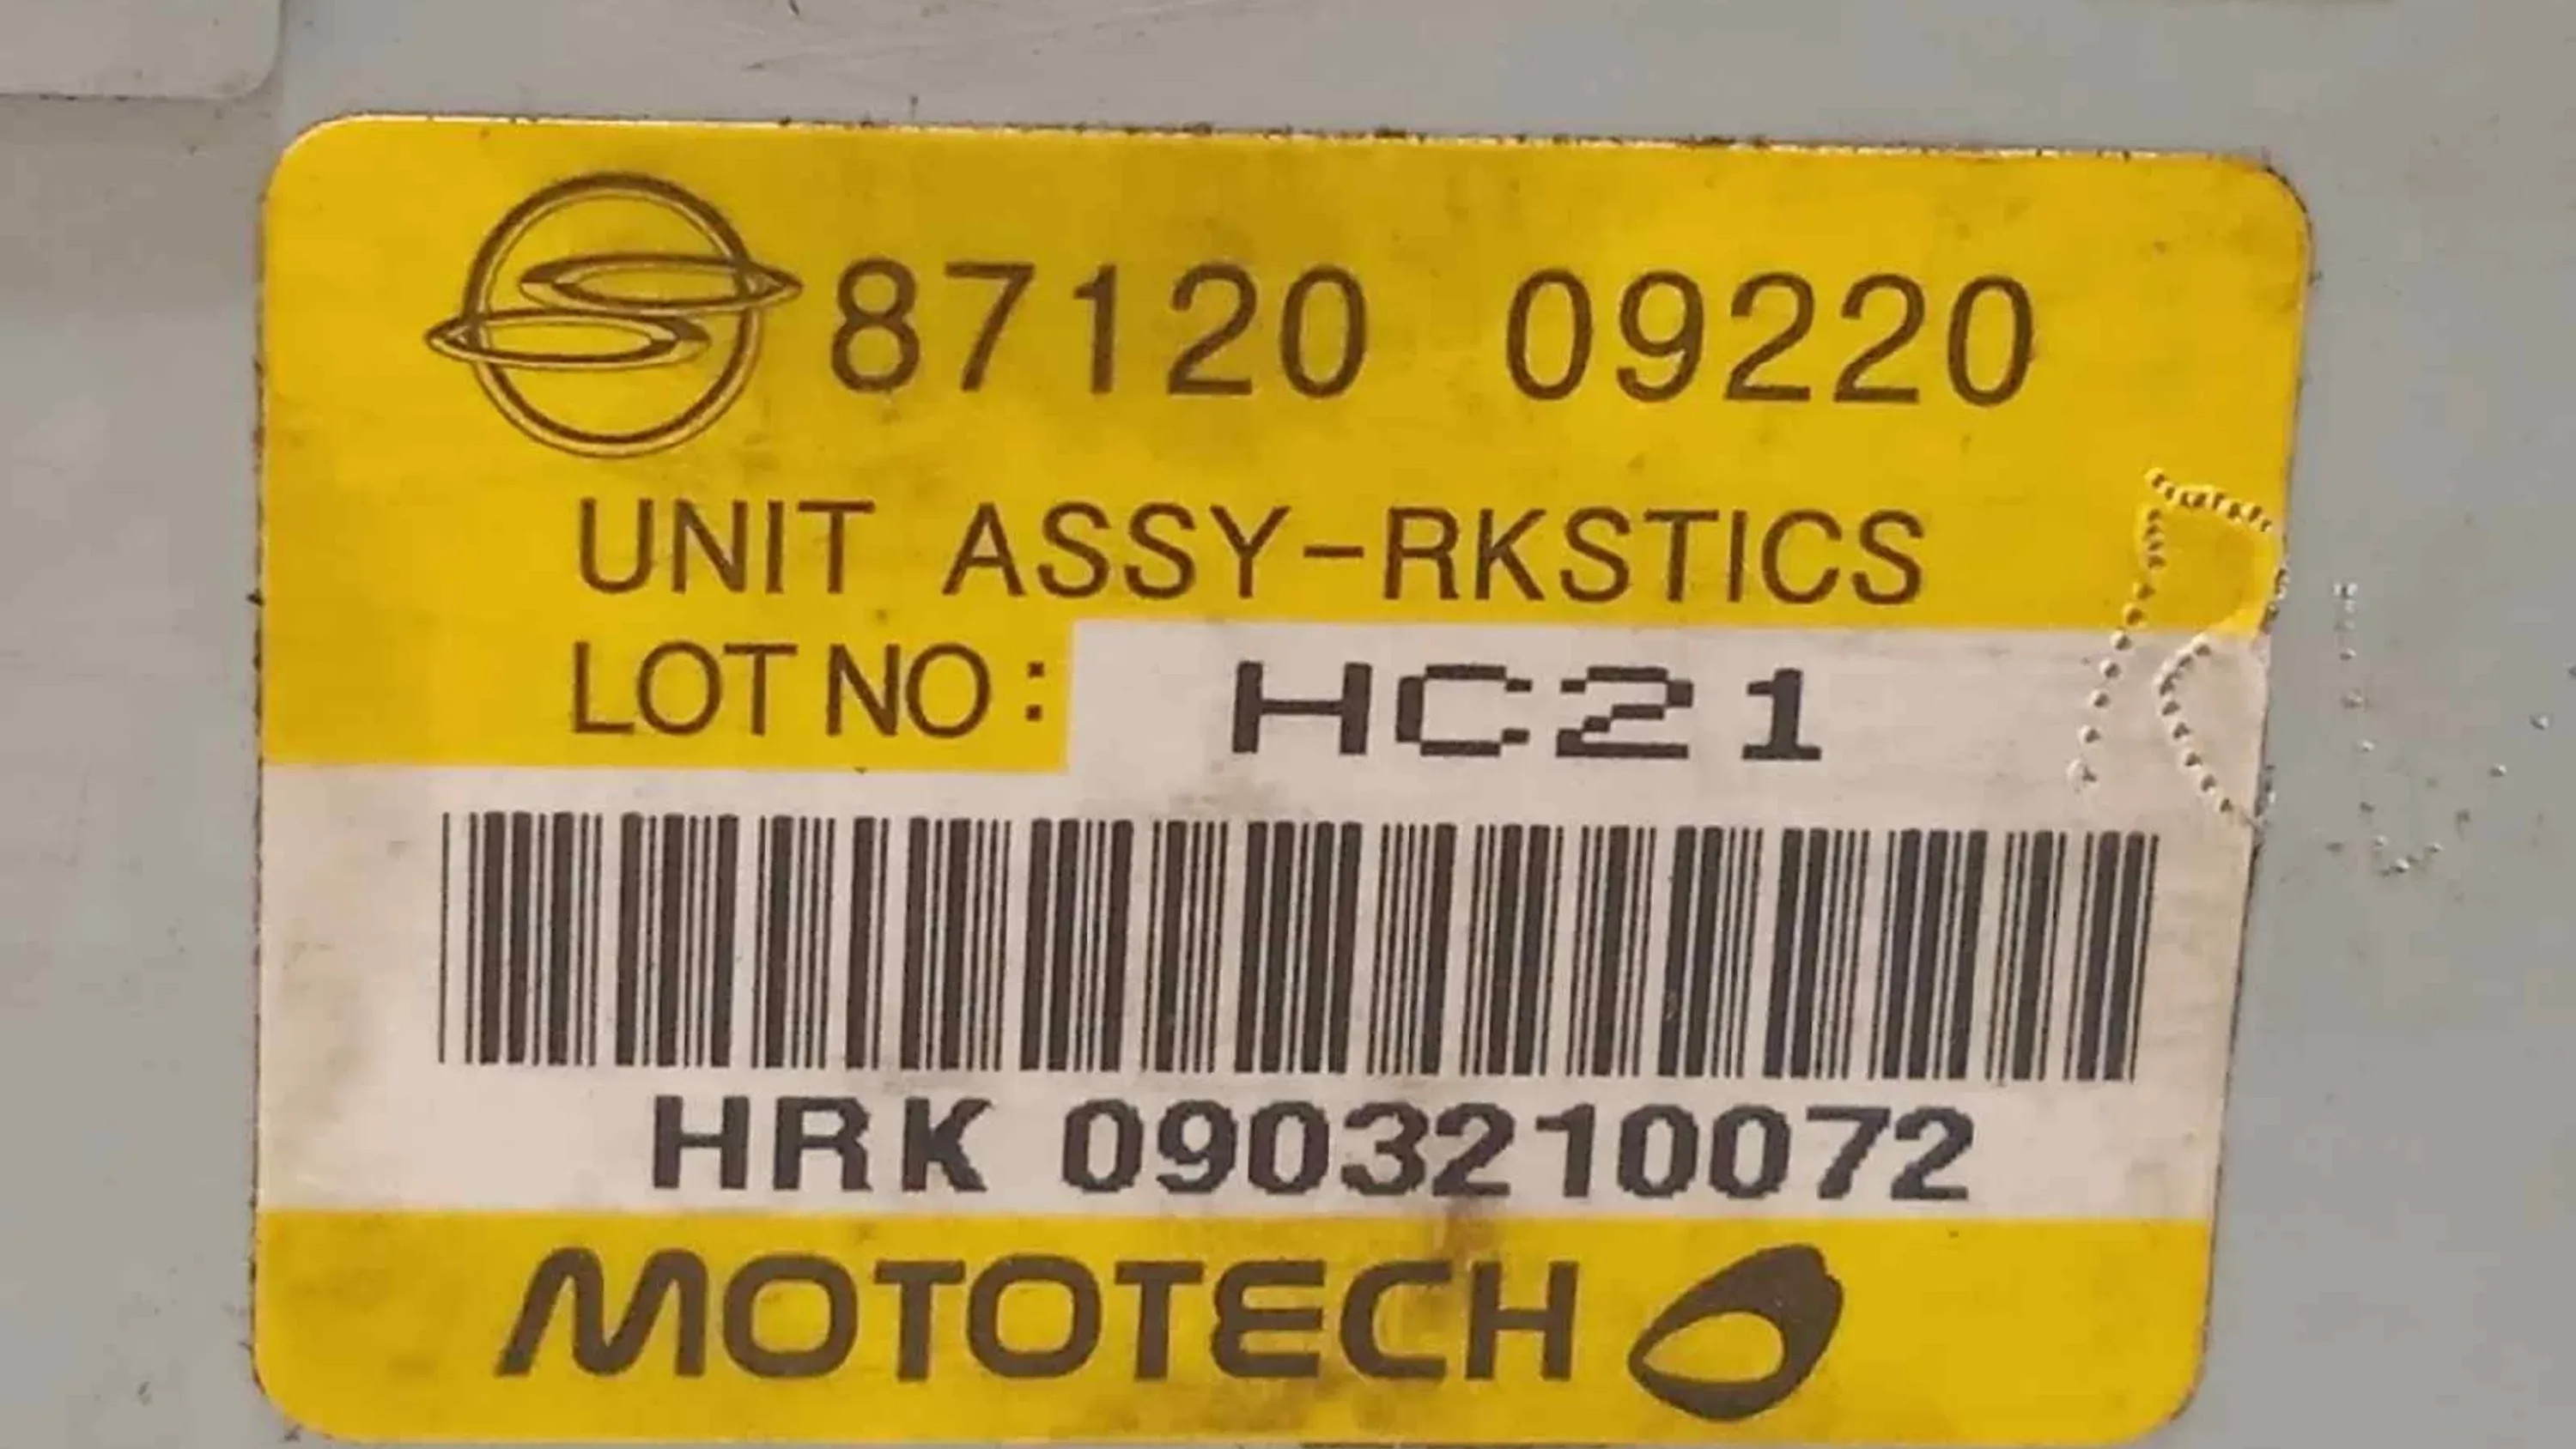 87120 09220
UNIT ASSY-RKSTICS
LOT NO: HC21
HRK 0903210072
MOTOTECH